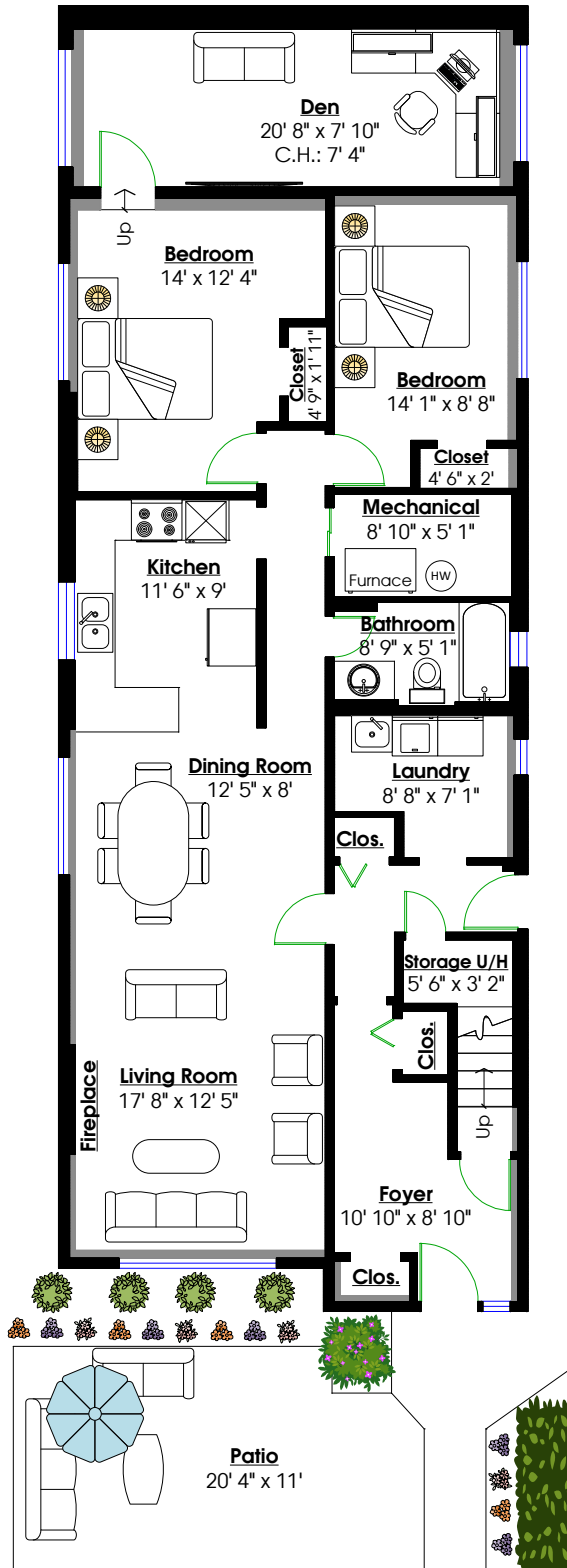 Den
20' 8" x 7' 10"
C.H.: 7' 4"
Up
Bedroom
14' x 12' 4"
Closet
4' 9" x 1' 11"
Bedroom
14' 1" x 8' 8"
Closet
4' 6" x 2'
Mechanical
8' 10" x 5' 1"
Furnace
HW
Kitchen
11' 6" x 9'
Bathroom
8' 9" x 5' 1"
Dining Room
12' 5" x 8'
Laundry
8' 8" x 7' 1"
Clos.
Storage U/H
5' 6" x 3' 2"
Clos.
Up
Living Room
17' 8" x 12' 5"
Fireplace
Foyer
10' 10" x 8' 10"
Clos.
Patio
20' 4" x 11'